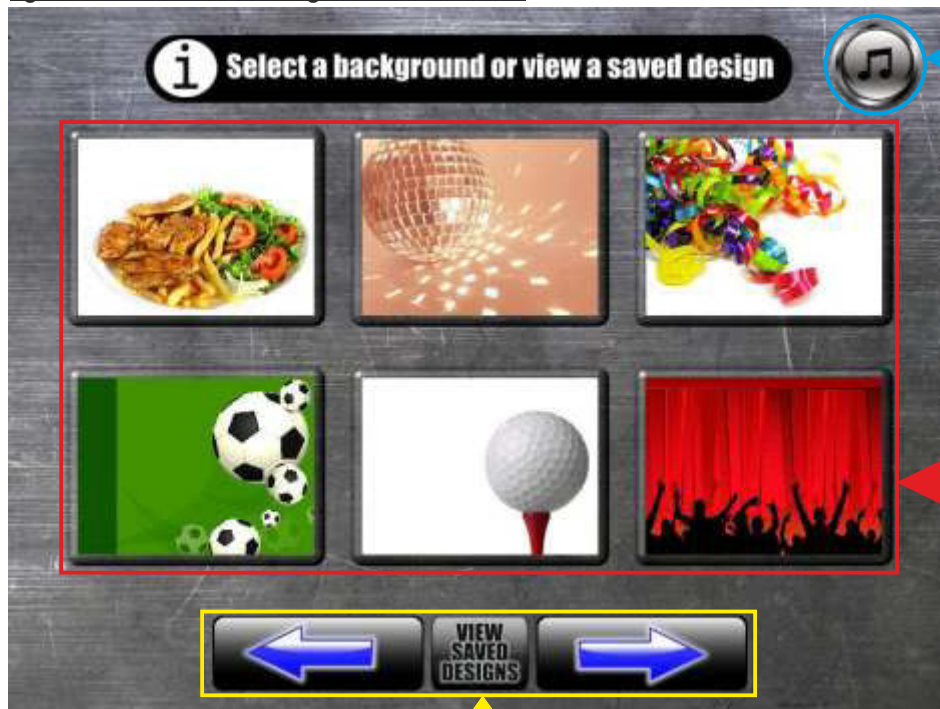 i
Select a background or view a saved design
VIEW
SAVED
DESIGNS